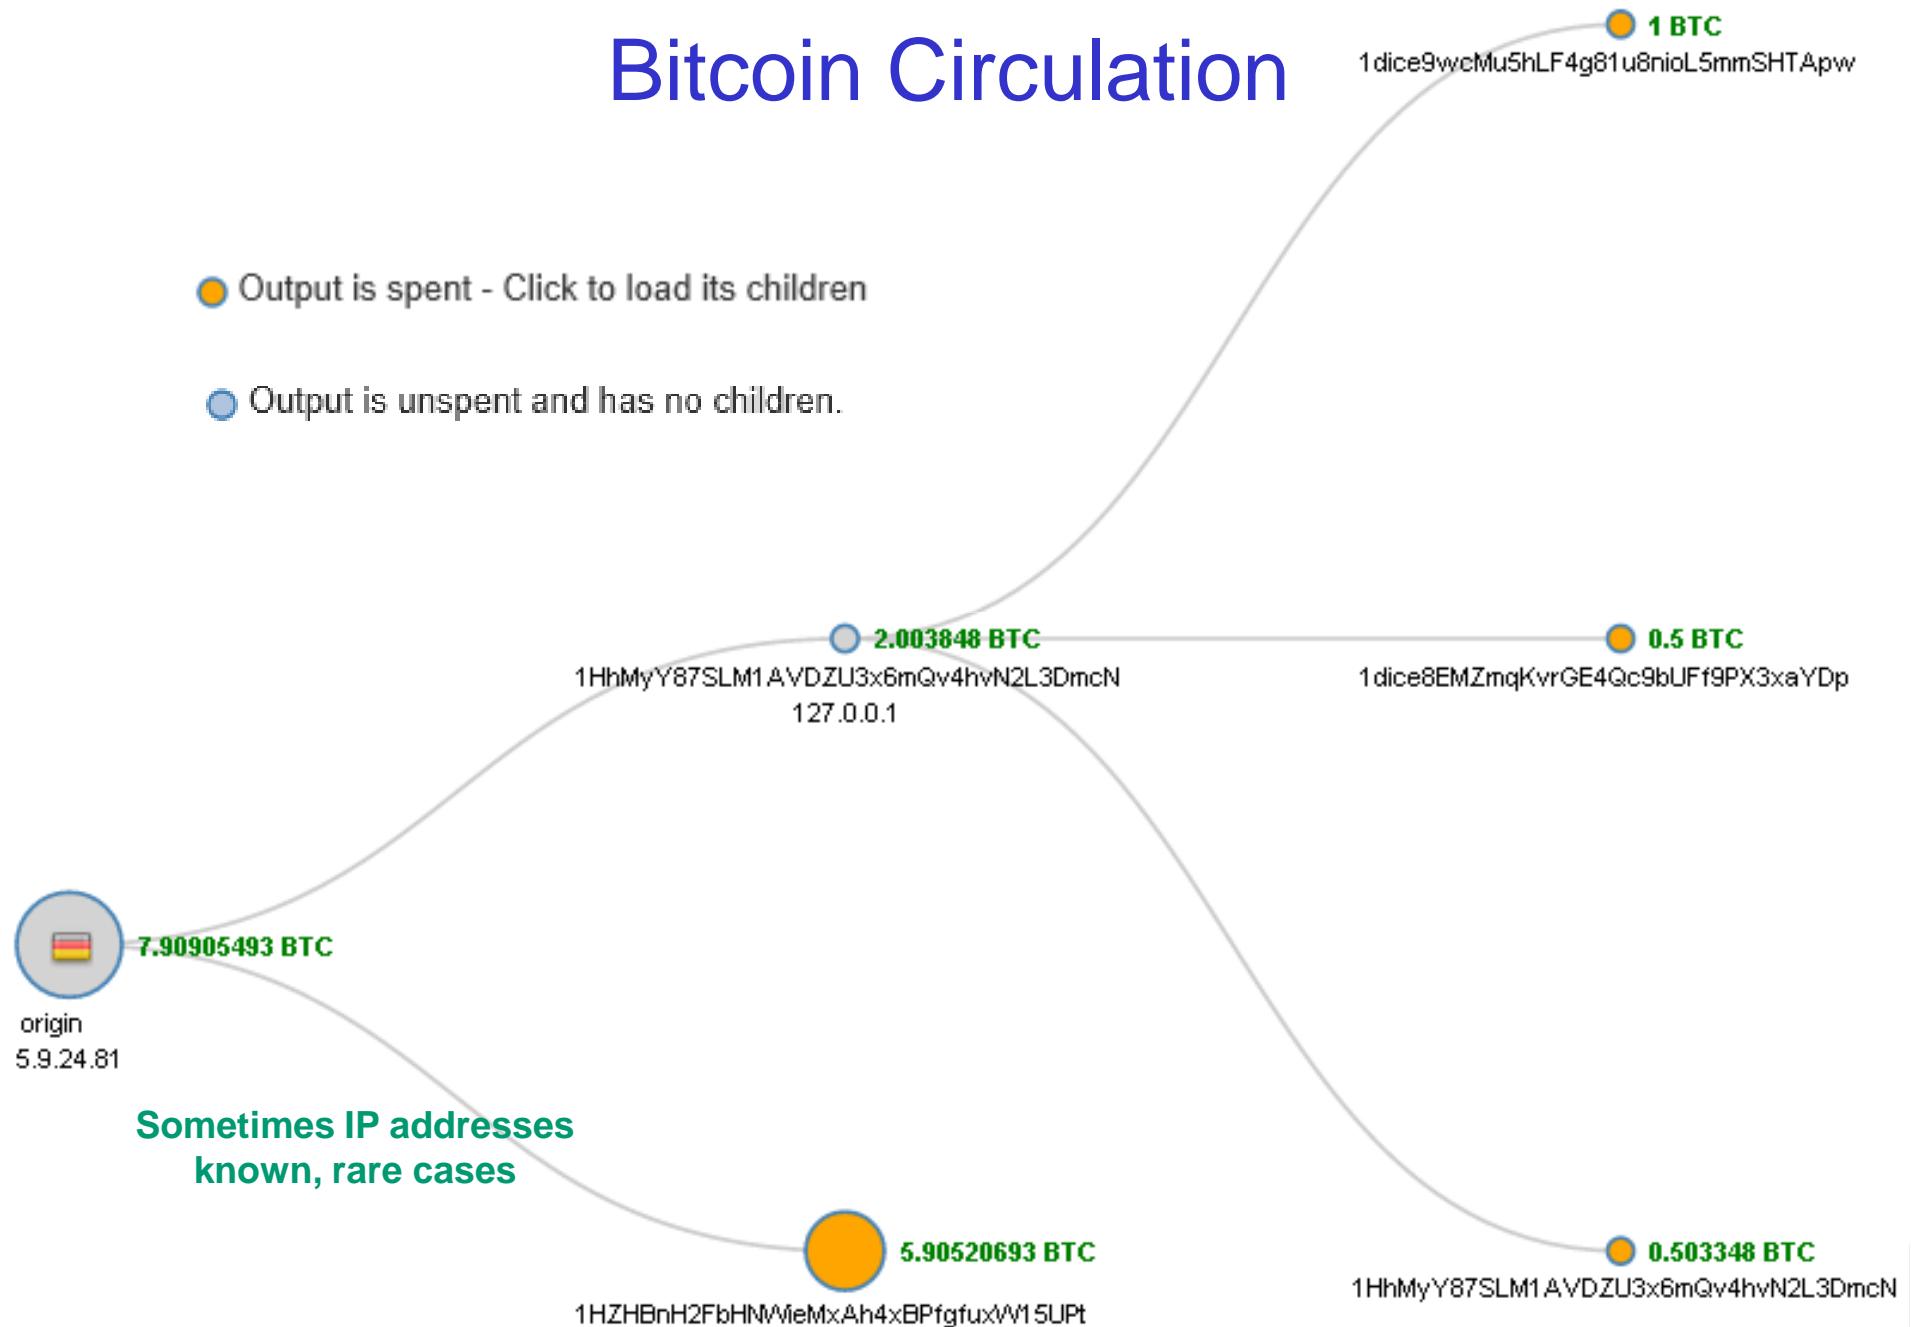 Bitcoin Circulation
1 BTC
1dice9wcMu5hLF4g81u8nioL5mmSHTApw
Output is spent - Click to load its children
Output is unspent and has no children.
2.003848 BTC
1HhMyY87SLM1AVDZU3x6mQv4hvN2L3DmcN
127.0.0.1
0.5 BTC
1dice8EMZmqKvrGE4Qc9bUFf9PX3xaYDp
7.90905493 BTC
origin
5.9.24.81
Sometimes IP addresses
known, rare cases
5.90520693 BTC
1HZHBnH2FbHNWieMxAh4xBPfgfuxW15UPt
0.503348 BTC
1HhMyY87SLM1AVDZU3x6mQv4hvN2L3DmcN